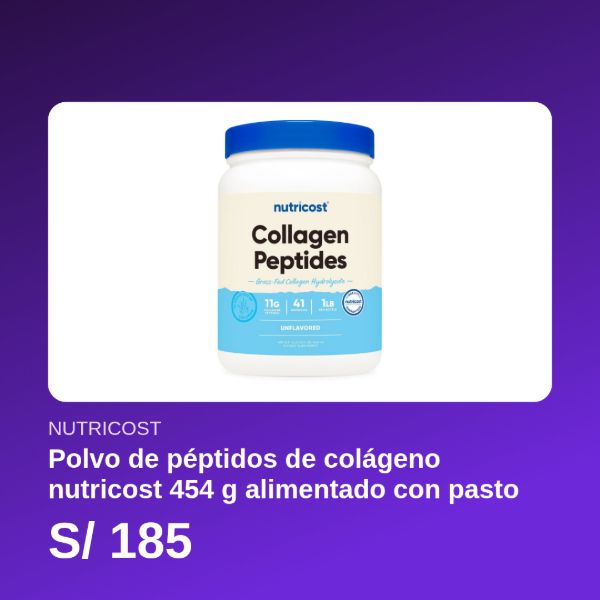 nutricost
Collagen
Peptides
Grass-Fed Collagen Hydrolysate
11G | 41 | 1LB
nutricost
UNFLAVORED
NUTRICOST
Polvo de péptidos de colágeno
nutricost 454 g alimentado con pasto
S/ 185